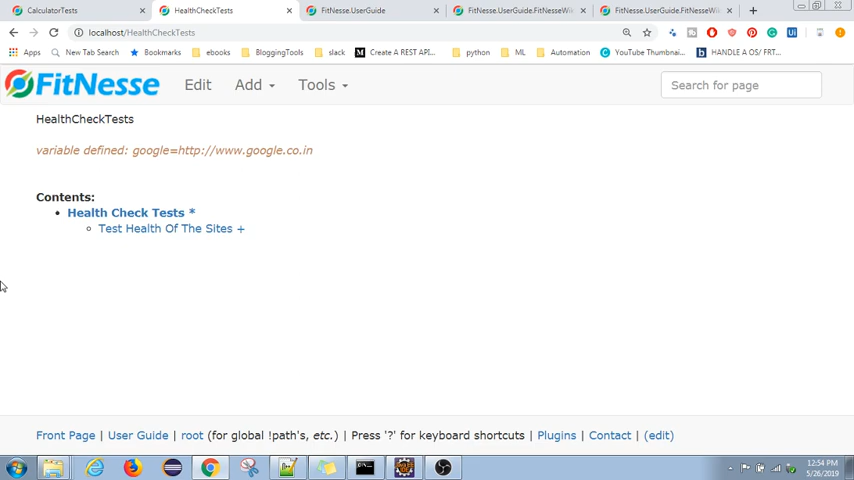 CalculatorTests
HealthCheckTests
FitNesse.UserGuide
FitNesse.UserGuide.FitNesseWi
FitNesse.UserGuide.FitNesseWi
localhost/HealthCheckTests
Apps
New Tab Search
Bookmarks
ebooks
BloggingTools
slack
Create A REST API...
python
ML
Automation
YouTube Thumbnai...
HANDLE A OS/ FRT...
FitNesse
Edit
Add
Tools
Search for page
HealthCheckTests
variable defined: google=http://www.google.co.in
Contents:
• Health Check Tests *
Test Health Of The Sites +
Front Page | User Guide | root (for global !path's, etc.) | Press '?' for keyboard shortcuts | Plugins | Contact | (edit)
12:54 PM
5/26/2019